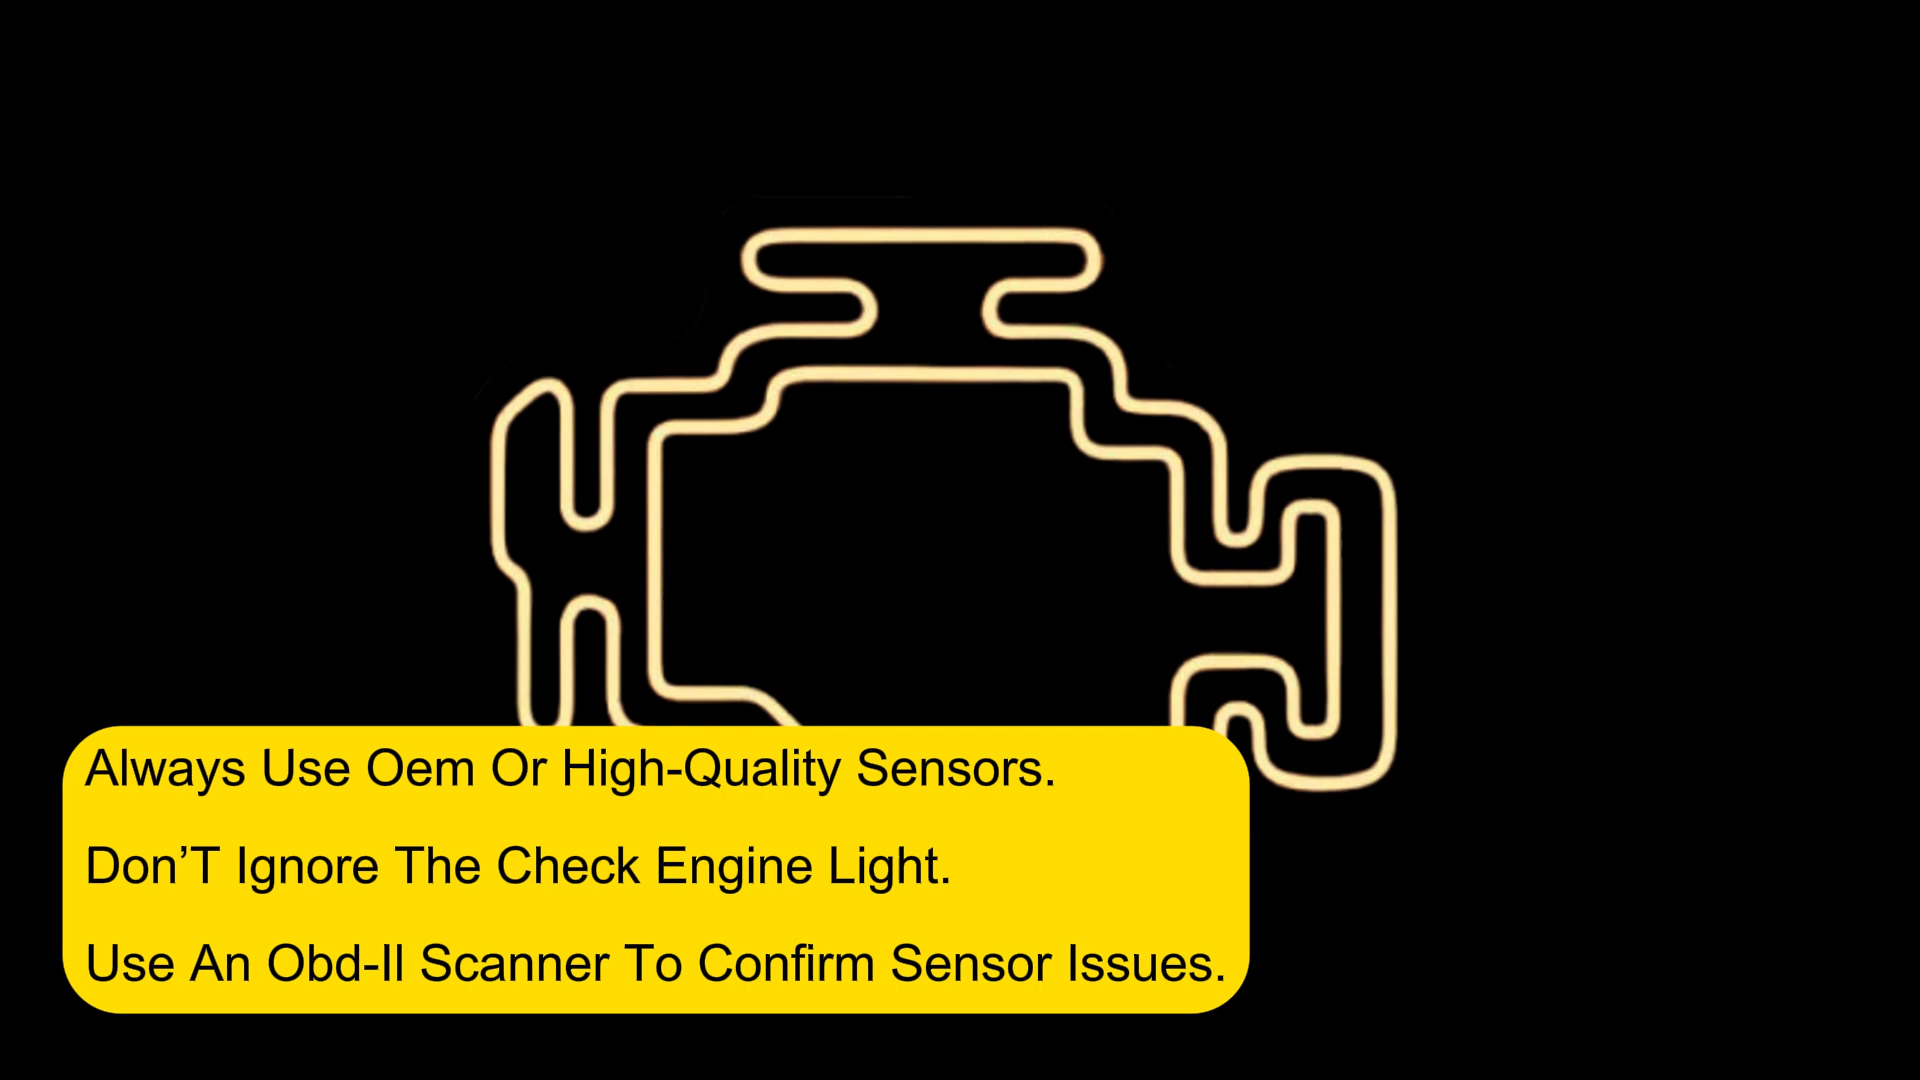 Always Use Oem Or High-Quality Sensors.
Don’T Ignore The Check Engine Light.
Use An Obd-Il Scanner To Confirm Sensor Issues.